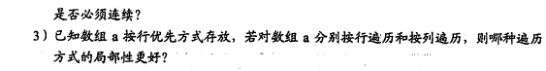 是否必须连续？
3）已知数组 a 按行优先方式存放，若对数组 a 分别按行遍历和按列遍历，则哪种遍历
方式的局部性更好？